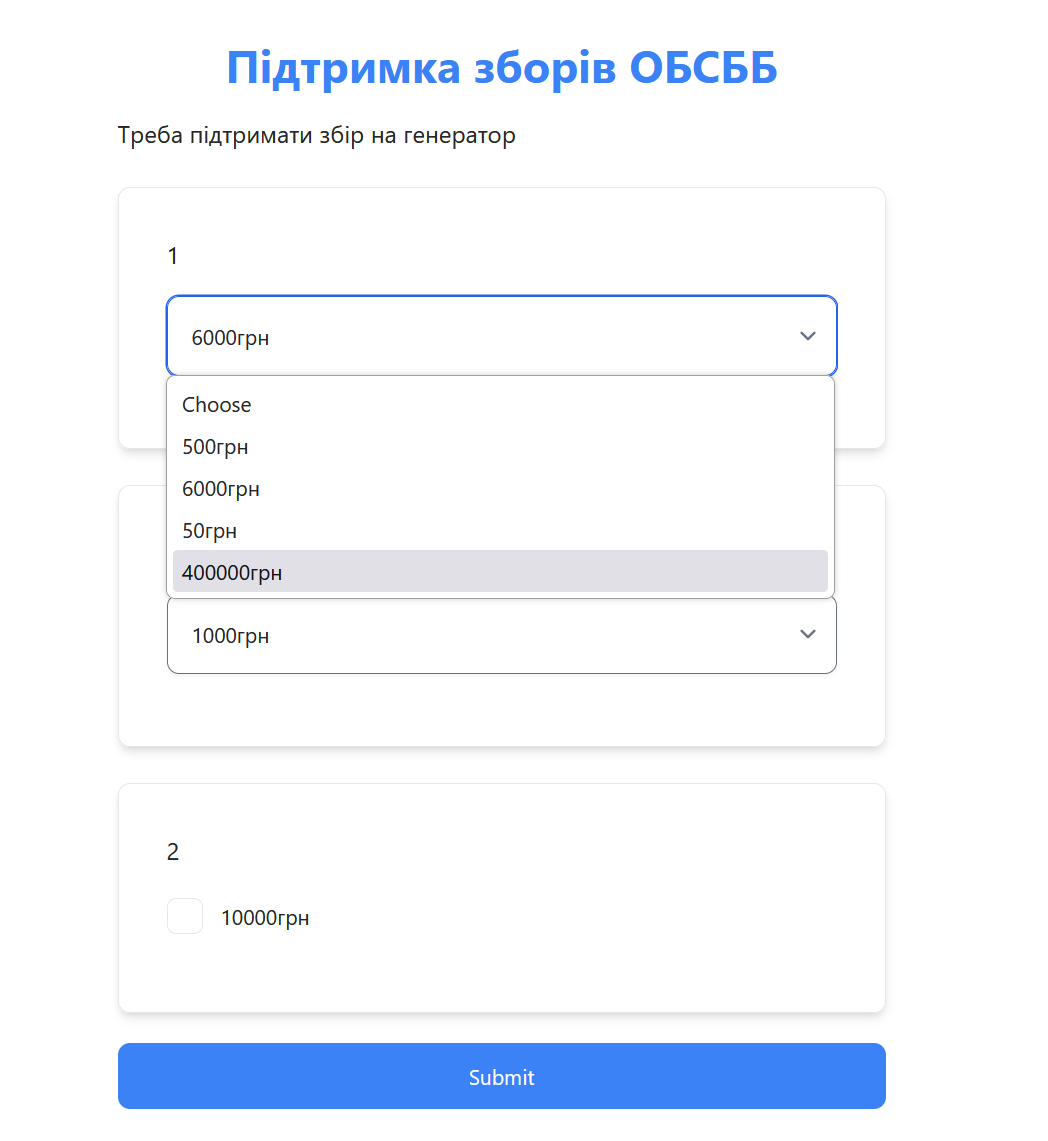 Підтримка зборів ОБСББ
Треба підтримати збір на генератор
1
6000грн
Choose
500грн
6000грн
50грн
400000грн
1000грн
2
10000грн
Submit